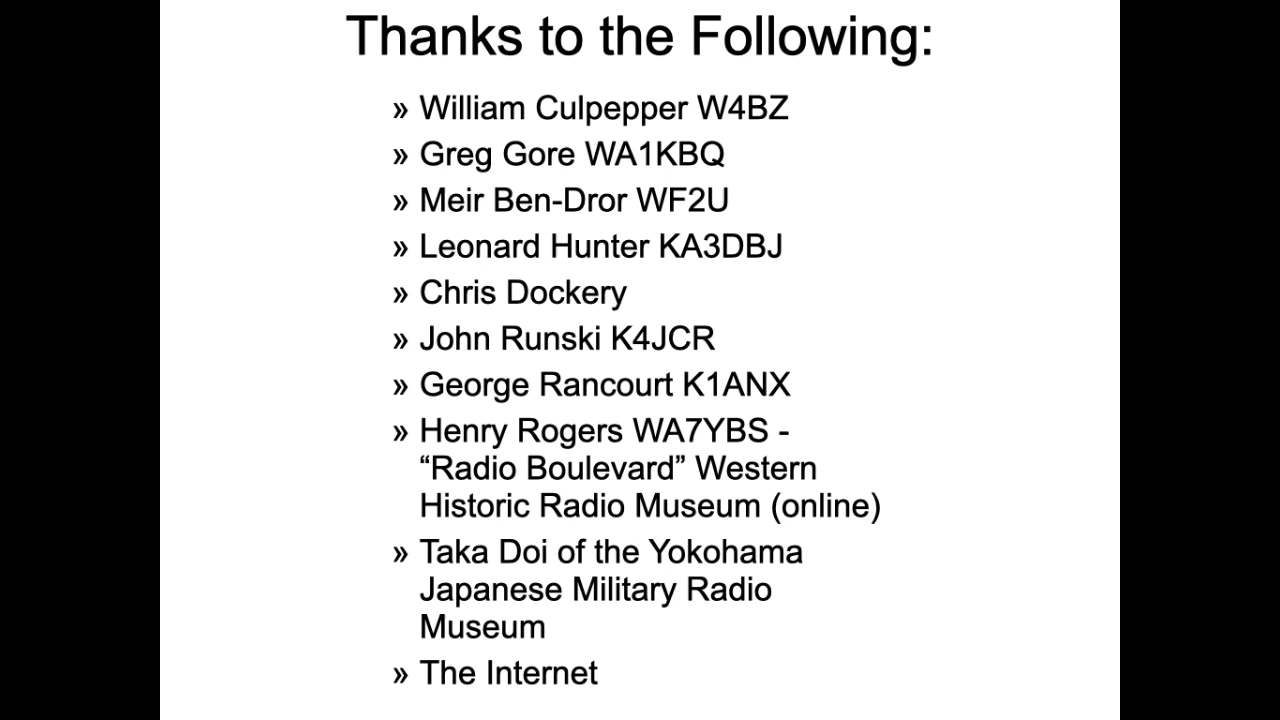 Thanks to the Following:
» William Culpepper W4BZ
» Greg Gore WA1KBQ
» Meir Ben-Dror WF2U
» Leonard Hunter KA3DBJ
» Chris Dockery
» John Runski K4JCR
» George Rancourt K1ANX
» Henry Rogers WA7YBS -
“Radio Boulevard” Western
Historic Radio Museum (online)
» Taka Doi of the Yokohama
Japanese Military Radio
Museum
» The Internet